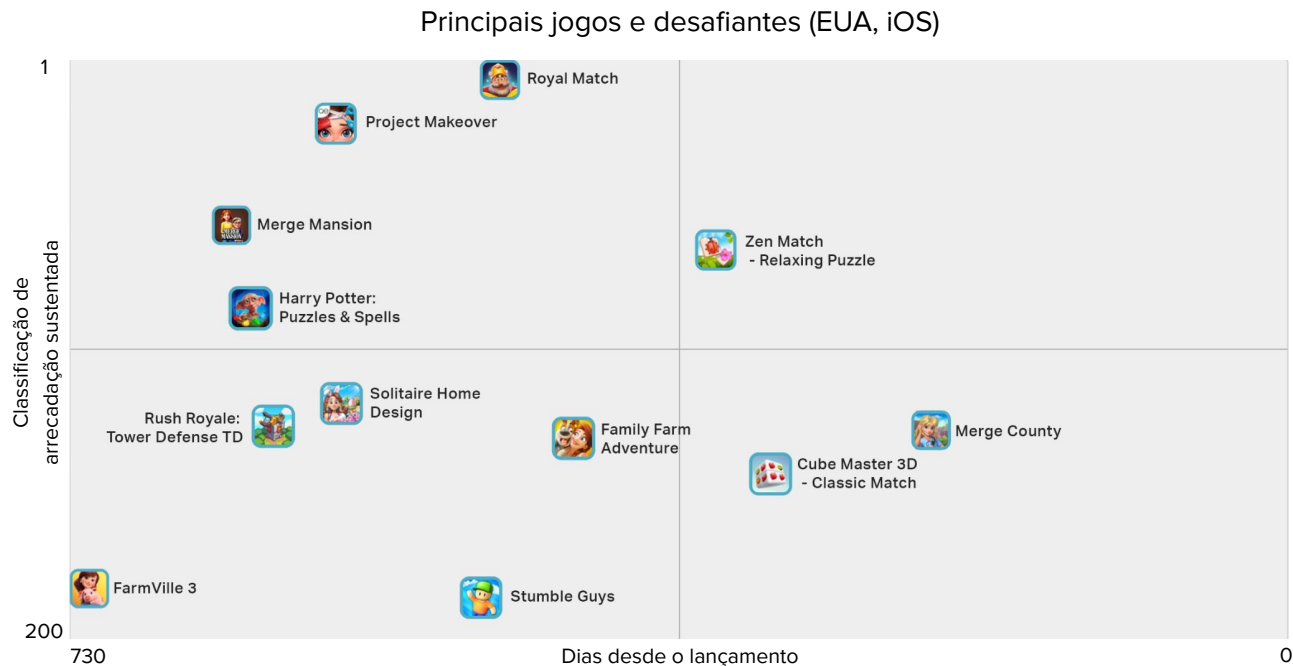 Principais jogos e desafiantes (EUA, iOS)
1
Royal Match
Project Makeover
Merge Mansion
Zen Match
- Relaxing Puzzle
Harry Potter:
Puzzles & Spells
Classificação de
arrecadação sustentada
Solitaire Home
Design
Rush Royale:
Tower Defense TD
Family Farm
Adventure
Merge County
Cube Master 3D
- Classic Match
FarmVille 3
Stumble Guys
200
730
Dias desde o lançamento
0